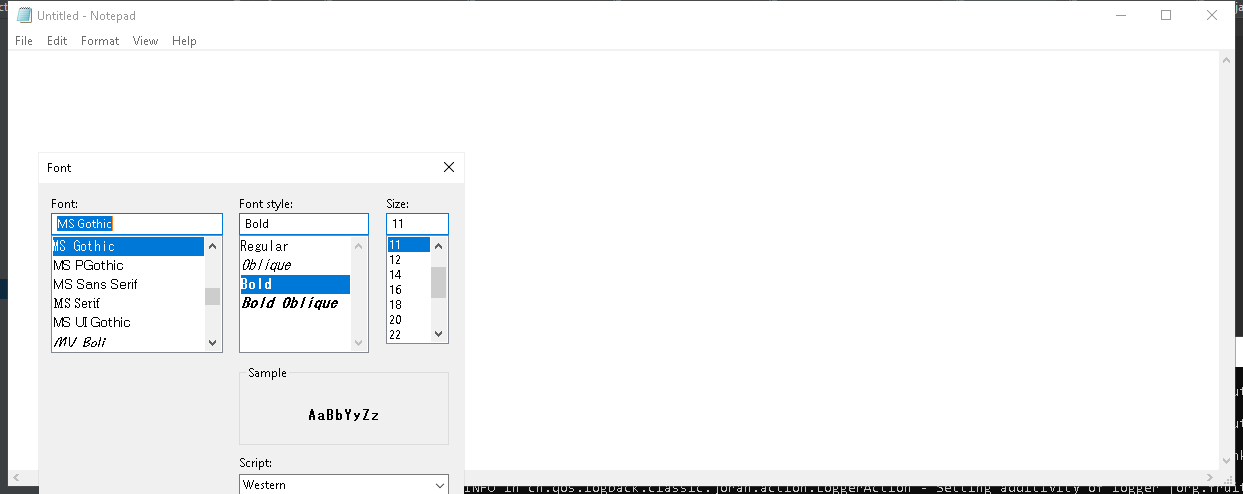 Untitled - Notepad
File Edit Format View Help
Font
Font: Font style: Size:
MS Gothic Bold 11
MS Gothic Regular 11
MS PGothic Oblique 12
MS Sans Serif Bold 14
MS Serif Bold Oblique 16
MS UI Gothic 18
MV Boli 20
22
Sample
AaBbYyZz
Script:
Western
INFO in ch.qos.logback.classic.joran.action.LoggerAction - Setting additivity of logger